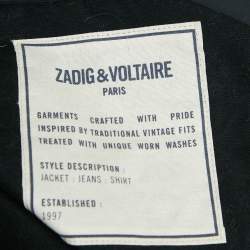 ZADIG & VOLTAIRE
PARIS
GARMENTS CRAFTED WITH PRIDE
INSPIRED BY TRADITIONAL VINTAGE FITS
TREATED WITH UNIQUE WORN WASHES
STYLE DESCRIPTION :
JACKET : JEANS : SHIRT
ESTABLISHED :
1997